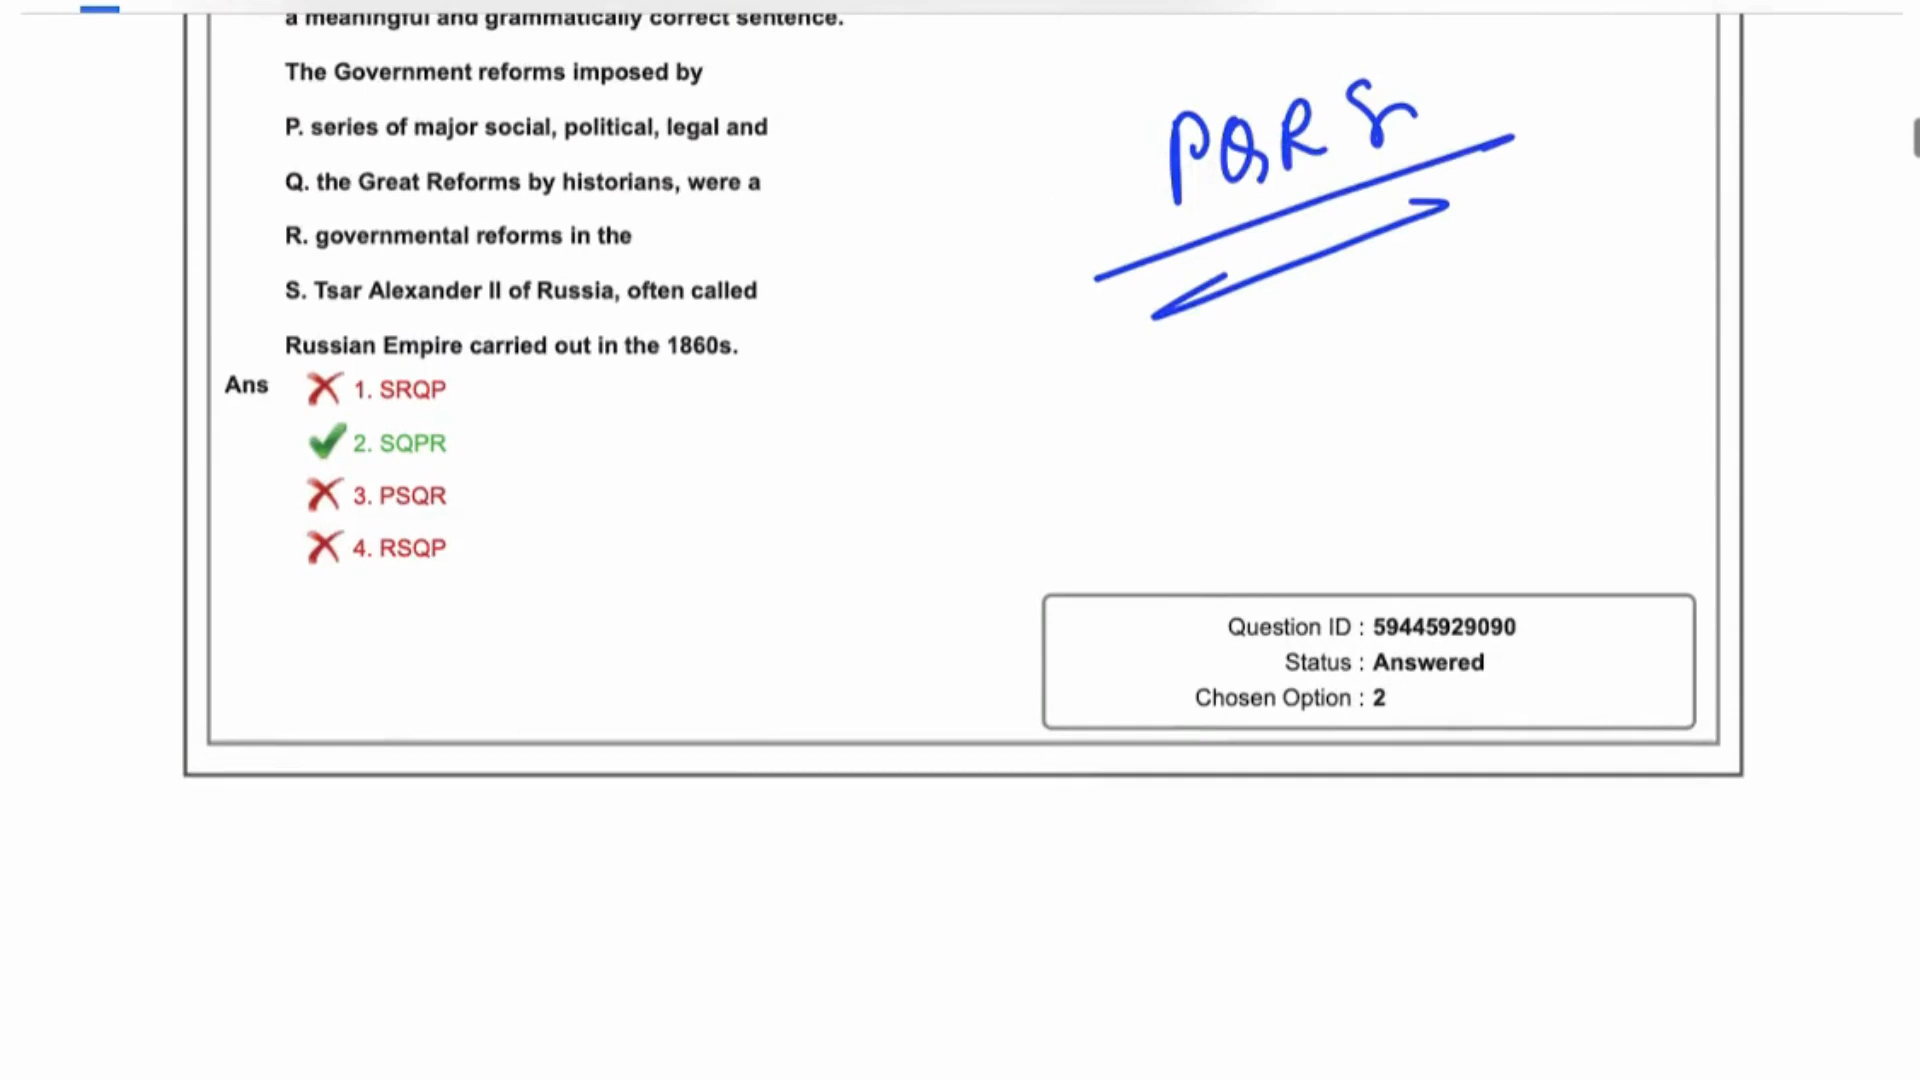 a meaningful and grammatically correct sentence.
The Government reforms imposed by
P. series of major social, political, legal and
Q. the Great Reforms by historians, were a
R. governmental reforms in the
S. Tsar Alexander II of Russia, often called
Russian Empire carried out in the 1860s.
Ans
1. SRQP
2. SQPR
3. PSQR
4. RSQP
PQRS
Question ID : 59445929090
Status : Answered
Chosen Option : 2